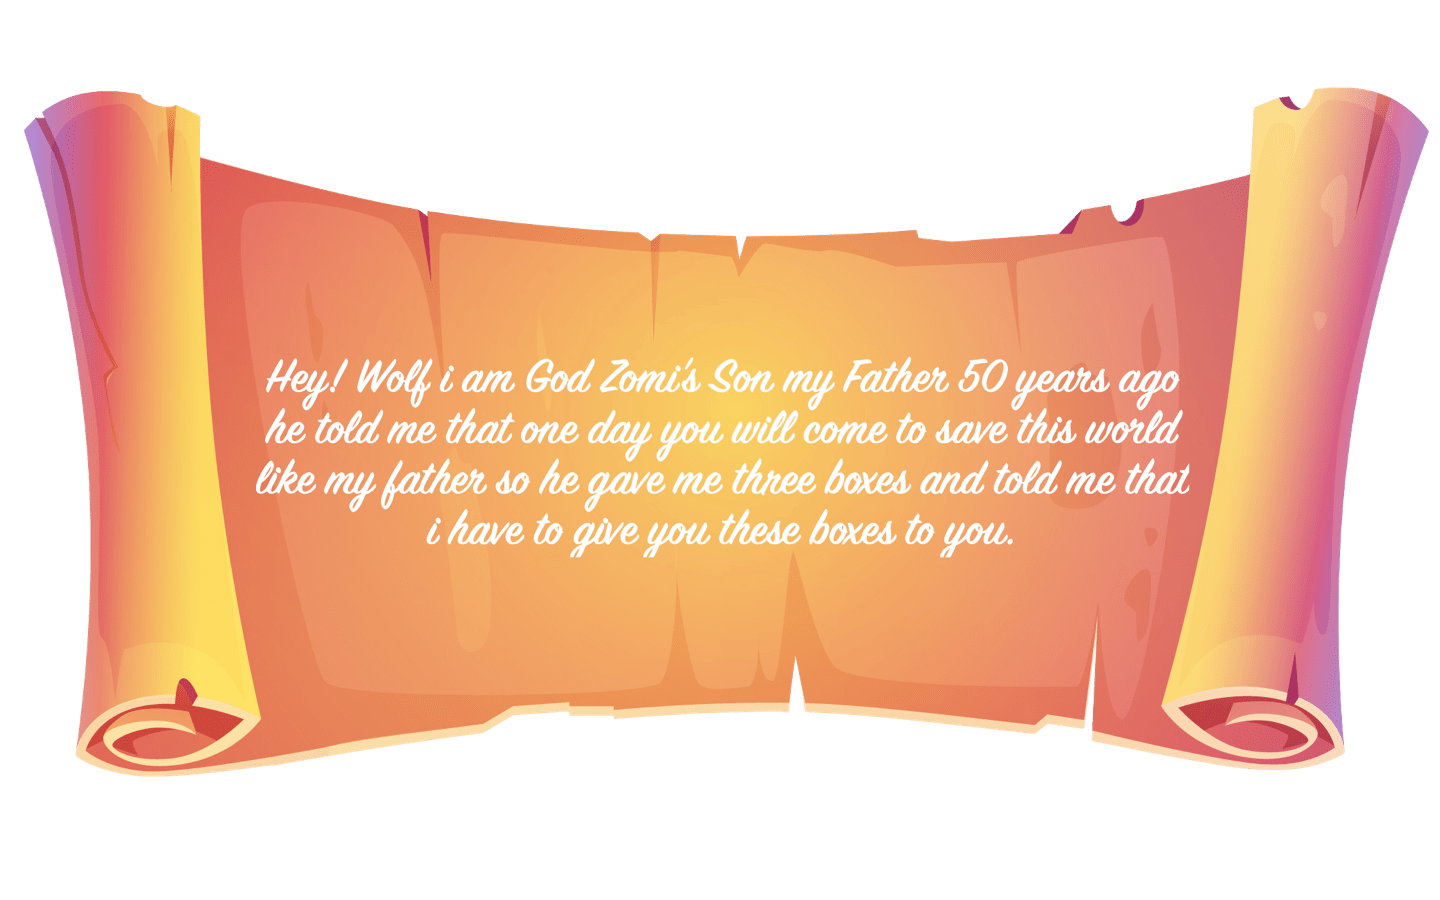 Hey! Wolf i am God Zomi's Son my Father 50 years ago
he told me that one day you will come to save this world
like my father so he gave me three boxes and told me that
i have to give you these boxes to you.